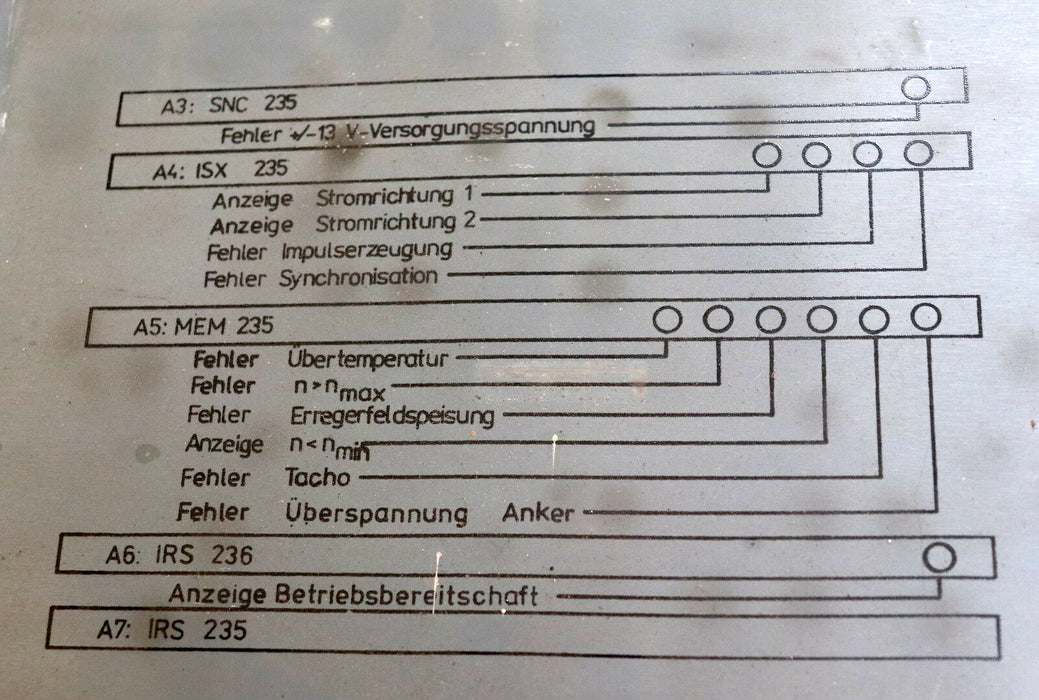 A3: SNC 235
Fehler +/-13 V-Versorgungsspannung
A4: ISX 235
Anzeige Stromrichtung 1
Anzeige Stromrichtung 2
Fehler Impulserzeugung
Fehler Synchronisation
A5: MEM 235
Fehler Übertemperatur
Fehler n>nmax
Fehler Erregerfeldspeisung
Anzeige n<nmin
Fehler Tacho
Fehler Überspannung Anker
A6: IRS 236
Anzeige Betriebsbereitschaft
A7: IRS 235